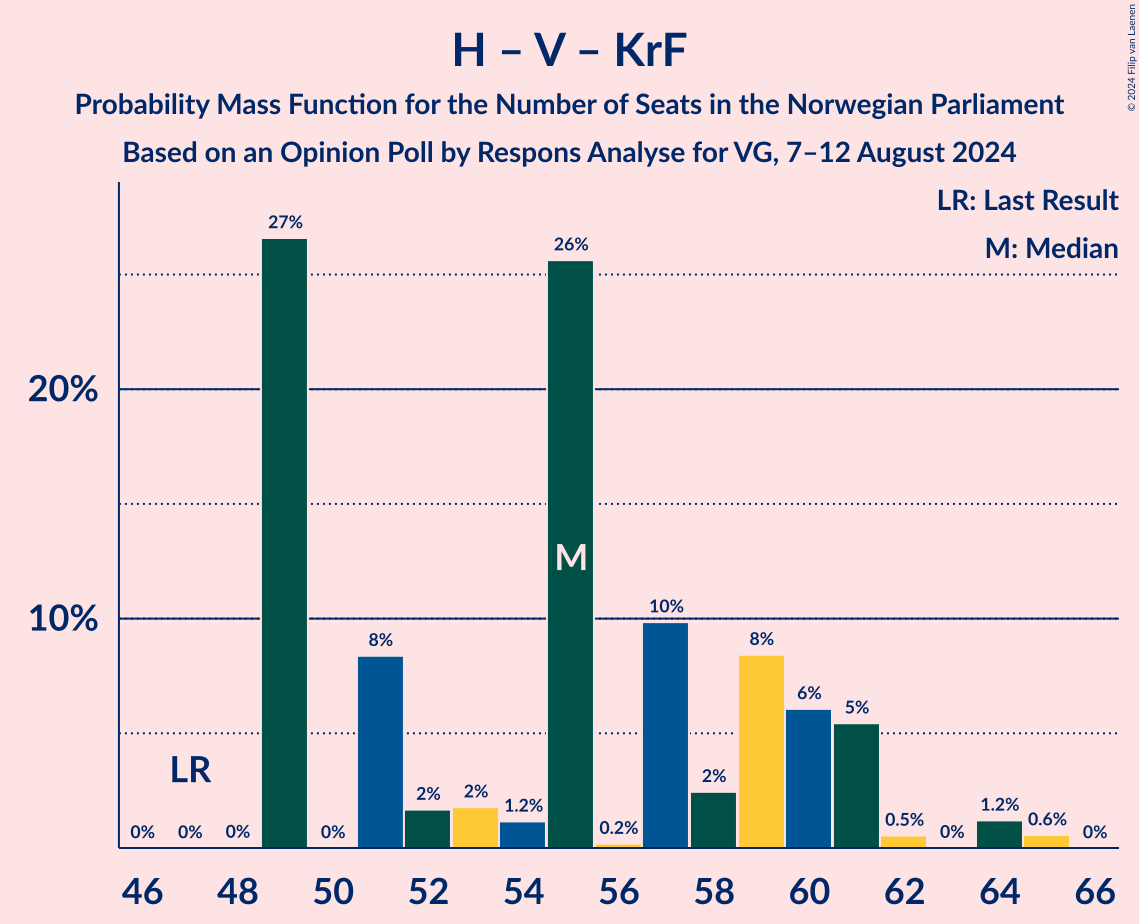 H – V – KrF
Probability Mass Function for the Number of Seats in the Norwegian Parliament
Based on an Opinion Poll by Respons Analyse for VG, 7–12 August 2024
© 2024 Filip van Laenen
LR: Last Result
M: Median
20%
10%
0% 0% 0% 27% 0% 8% 2% 2% 1.2% 26% 0.2% 10% 2% 8% 6% 5% 0.5% 0% 1.2% 0.6% 0%
LR
M
46 48 50 52 54 56 58 60 62 64 66